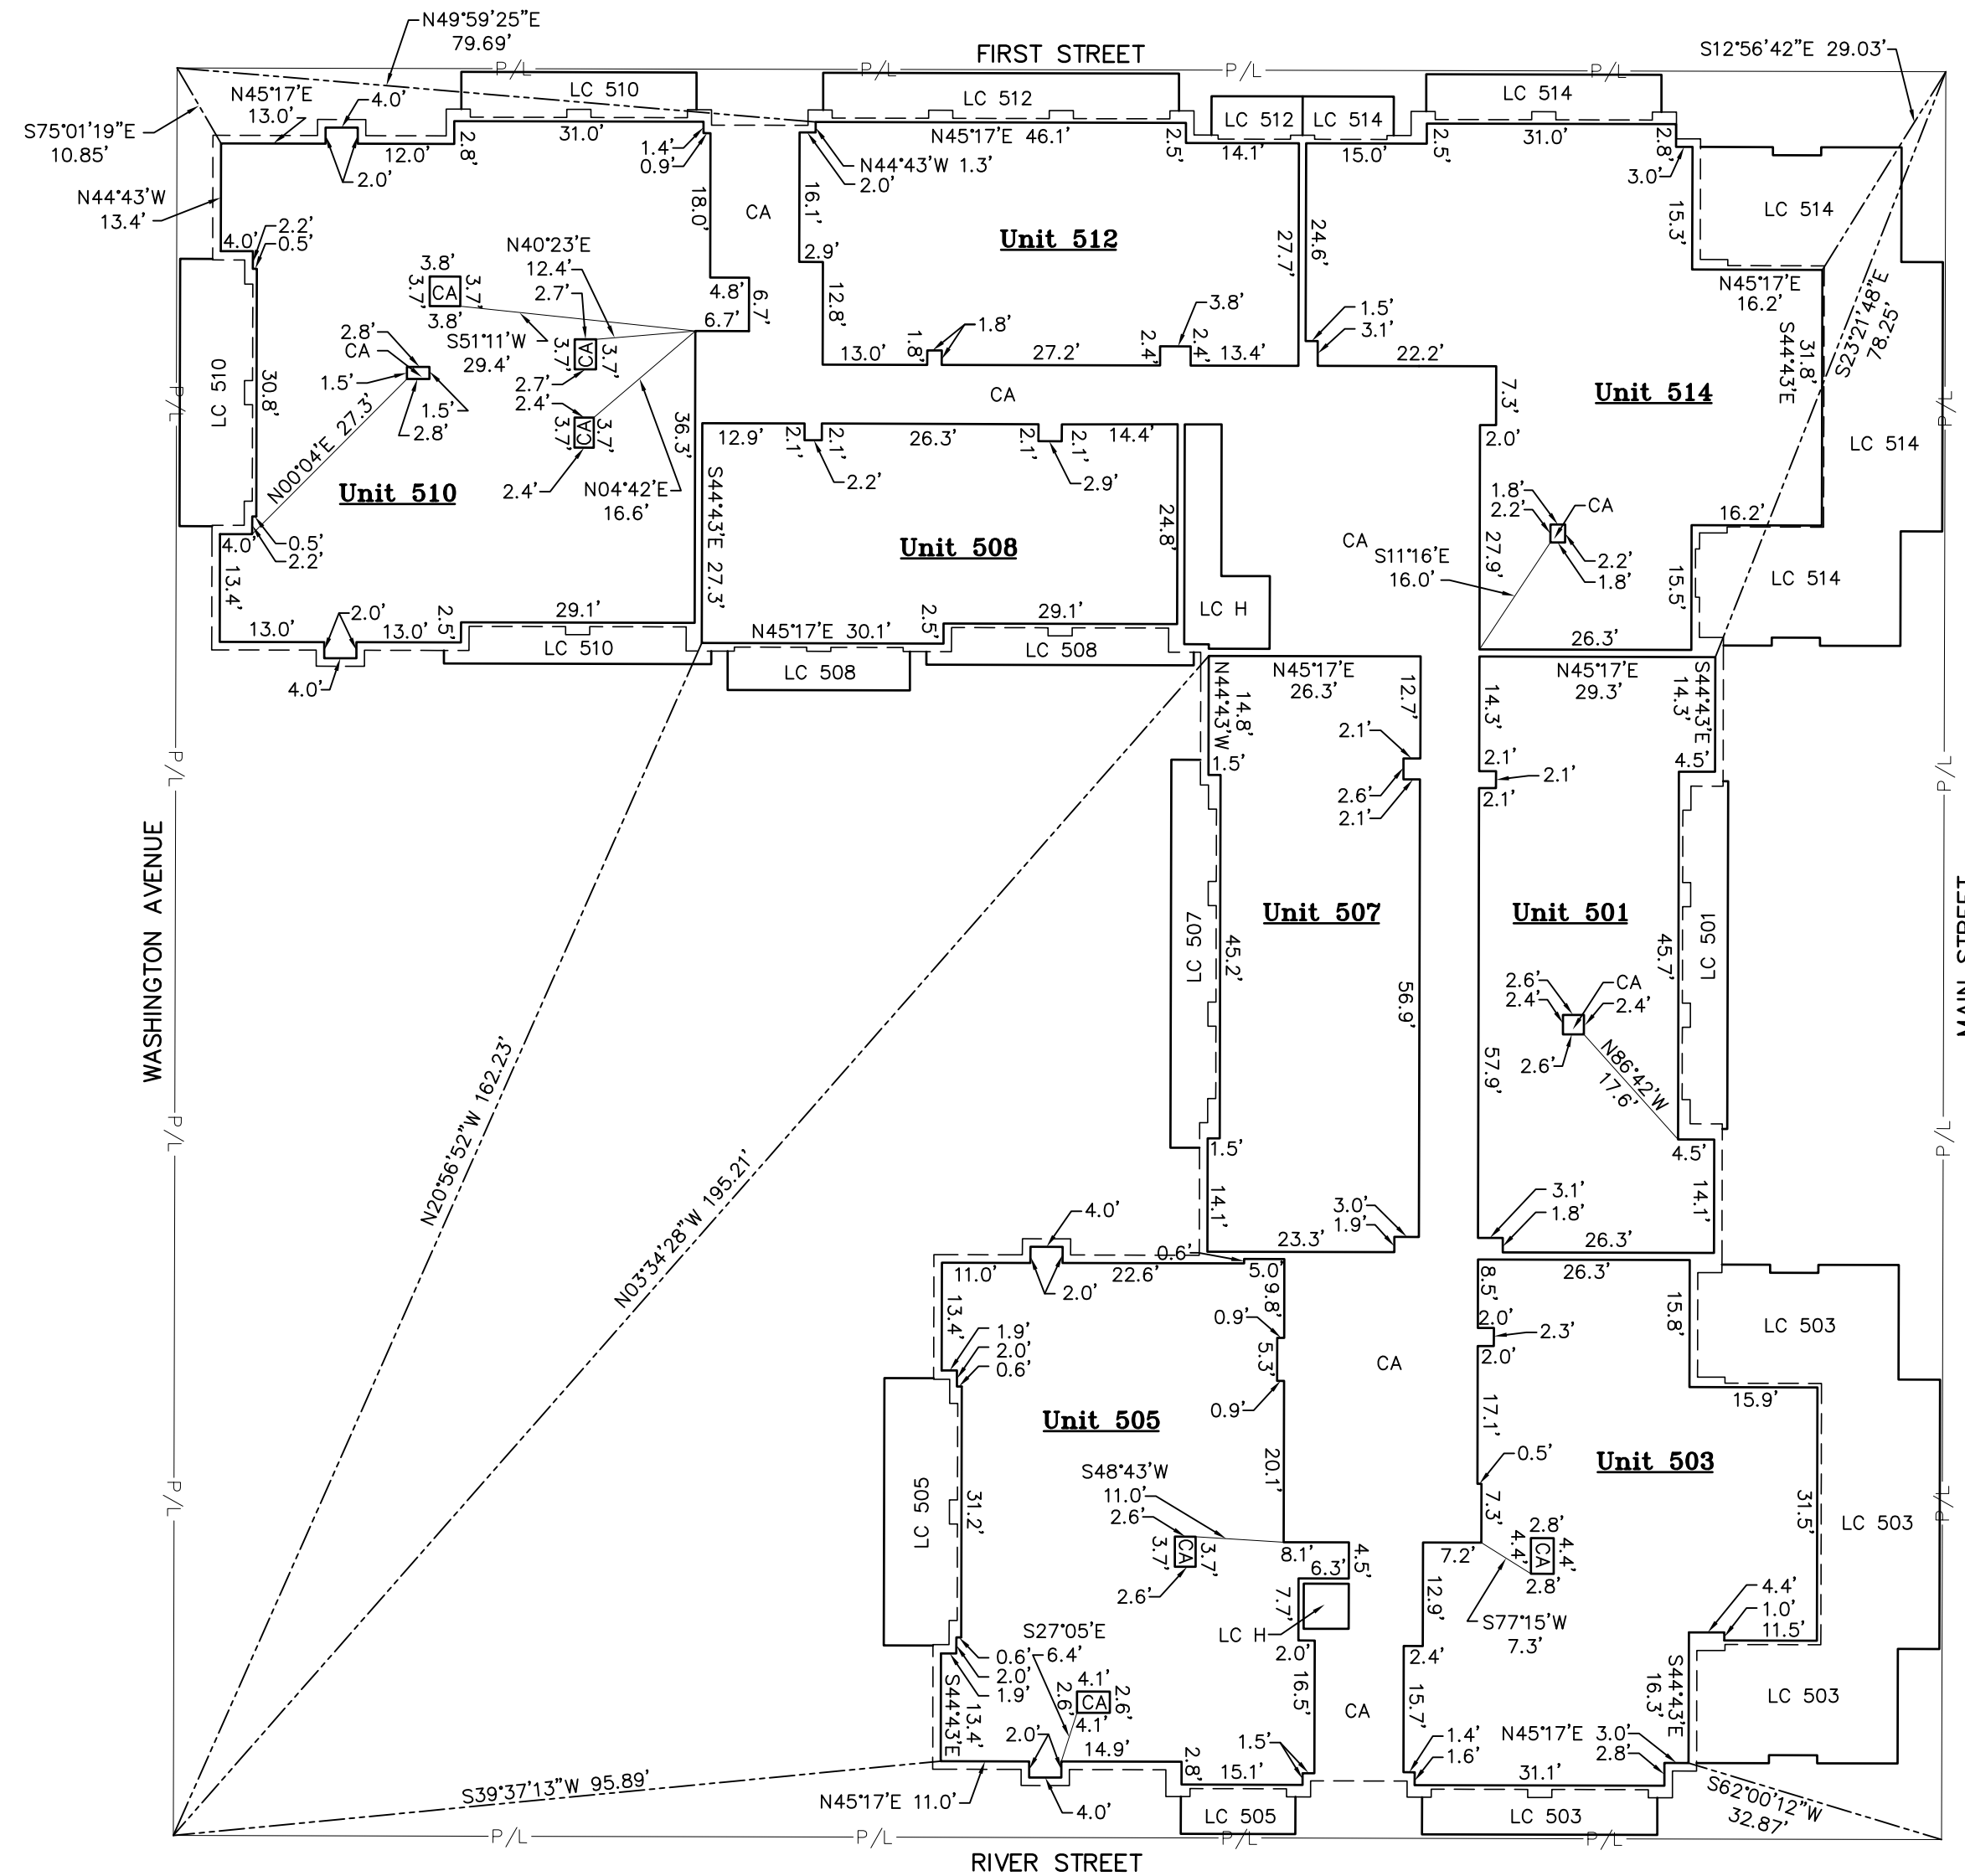 N49°59'25"E
79.69'
FIRST STREET
S12°56'42"E 29.03'
P/L
P/L
P/L
P/L
N45°17'E
13.0'
4.0'
LC 510
LC 512
LC 514
S75°01'19"E
10.85'
12.0'
2.8'
31.0'
1.4'
0.9'
N45°17'E 46.1'
N44°43'W 1.3'
2.0'
2.5'
14.1'
LC 512
LC 514
15.0'
2.5'
31.0'
2.8'
3.0'
2.0'
N44°43'W
13.4'
18.0'
CA
16.1'
2.9'
Unit 512
27.7'
24.6'
15.3'
LC 514
4.0'
2.2'
0.5'
N40°23'E
12.4'
3.8'
3.7'
CA
3.7'
3.8'
2.7'
4.8'
6.7'
6.7'
12.8'
N45°17'E
16.2'
S51°11'W
29.4'
3.7'
CA
3.7'
2.7'
1.8'
1.8'
13.0'
27.2'
2.4'
3.8'
2.4'
13.4'
1.5'
3.1'
22.2'
S44°43'E
31.8'
S23°21'48"E
78.25'
P/L
LC 510
30.8'
2.8'
CA
1.5'
1.5'
2.8'
2.4'
3.7'
CA
3.7'
2.4'
36.3'
CA
7.3'
2.0'
Unit 514
P/L
LC 514
N00°04'E 27.3'
Unit 510
N04°42'E
16.6'
12.9'
2.1'
2.1'
2.2'
26.3'
2.1'
2.1'
2.9'
14.4'
S44°43'E 27.3'
Unit 508
24.8'
CA
1.8'
2.2'
CA
2.2'
1.8'
S11°16'E
16.0'
27.9'
16.2'
4.0'
0.5'
2.2'
13.4'
13.0'
2.0'
13.0'
2.5'
29.1'
LC 510
4.0'
N45°17'E 30.1'
2.5'
29.1'
LC 508
LC 508
LC H
26.3'
15.5'
LC 514
N44°43'W
14.8'
N45°17'E
26.3'
12.7'
2.1'
2.6'
2.1'
1.5'
N45°17'E
29.3'
S44°43'E
14.3'
14.3'
2.1'
2.1'
2.1'
4.5'
P/L
P/L
WASHINGTON AVENUE
LC 507
45.2'
Unit 507
56.9'
Unit 501
45.7'
LC 501
2.6'
2.4'
CA
2.4'
2.6'
57.9'
N86°42'W
17.6'
N20°56'52"W 162.23'
N03°34'28"W 195.21'
P/L
1.5'
14.1'
3.0'
1.9'
23.3'
4.5'
3.1'
1.8'
14.1'
26.3'
P/L
4.0'
0.6'
11.0'
2.0'
22.6'
5.0'
9.8'
0.9'
5.3'
0.9'
13.4'
1.9'
2.0'
0.6'
CA
8.5'
26.3'
2.0'
2.3'
2.0'
15.8'
LC 503
15.9'
Unit 505
20.1'
17.1'
0.5'
Unit 503
P/L
LC 505
31.2'
S48°43'W
11.0'
2.6'
3.7'
CA
3.7'
2.6'
8.1'
4.5'
6.3'
7.7'
LC H
2.0'
7.3'
7.2'
12.9'
2.8'
4.4'
CA
4.4'
2.8'
S77°15'W
7.3'
31.5'
LC 503
P/L
4.4'
1.0'
11.5'
S27°05'E
6.4'
4.1'
2.6'
CA
2.6'
4.1'
0.6'
2.0'
1.9'
S44°43'E
13.4'
2.0'
14.9'
2.8'
15.1'
1.5'
16.5'
CA
2.4'
15.7'
1.4'
1.6'
31.1'
N45°17'E 3.0'
2.8'
S44°43'E
16.3'
LC 503
S39°37'13"W 95.89'
N45°17'E 11.0'
4.0'
LC 505
LC 503
S62°00'12"W
32.87'
P/L
P/L
P/L
P/L
RIVER STREET